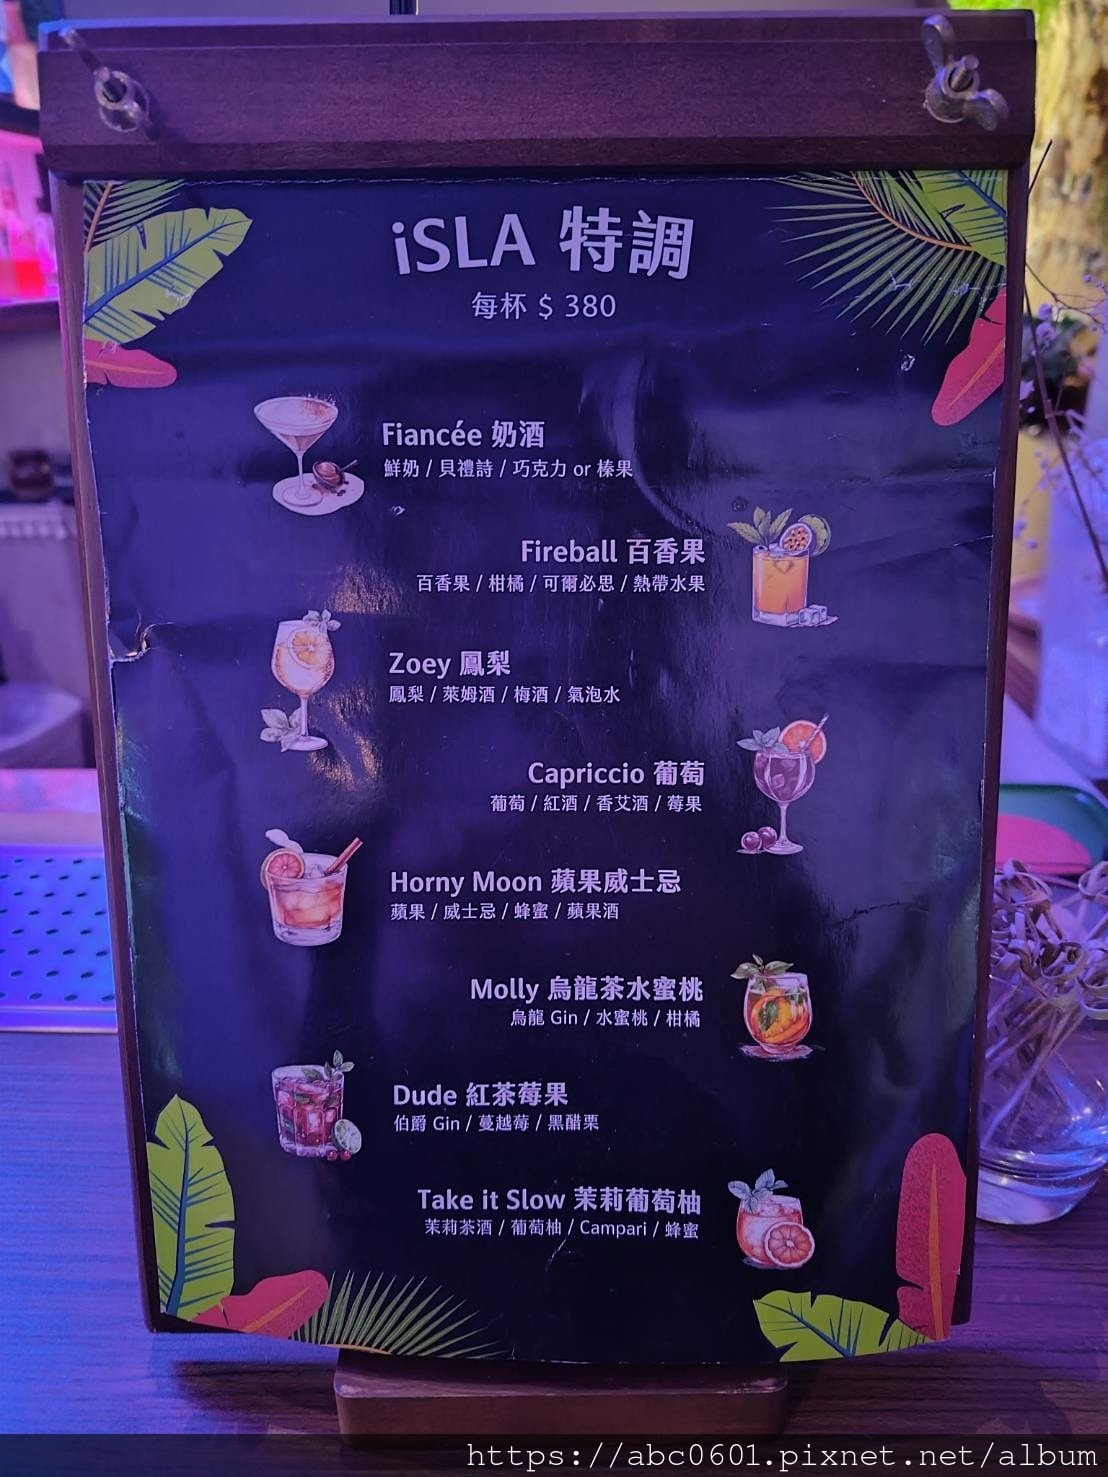 iSLA 特調
每杯 $ 380
Fiancée 奶酒
鮮奶 / 貝禮詩 / 巧克力 or 榛果
Fireball 百香果
百香果 / 柑橘 / 可爾必思 / 熱帶水果
Zoey 鳳梨
鳳梨 / 萊姆酒 / 梅酒 / 氣泡水
Capriccio 葡萄
葡萄 / 紅酒 / 香艾酒 / 莓果
Horny Moon 蘋果威士忌
蘋果 / 威士忌 / 蜂蜜 / 蘋果酒
Molly 烏龍茶水蜜桃
烏龍 Gin / 水蜜桃 / 柑橘
Dude 紅茶莓果
伯爵 Gin / 蔓越莓 / 黑醋栗
Take it Slow 茉莉葡萄柚
茉莉茶酒 / 葡萄柚 / Campari / 蜂蜜
https://abc0601.pixnet.net/album